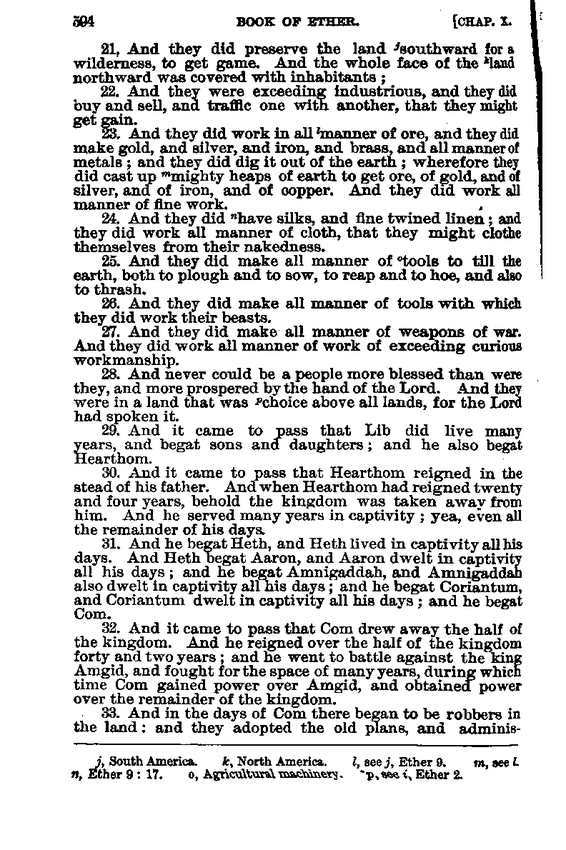 594 BOOK OF ETHER. [CHAP. X.
21, And they did preserve the land jsouthward for a
wilderness, to get game. And the whole face of the kland
northward was covered with inhabitants;
22. And they were exceeding industrious, and they did
buy and sell, and traffic one with another, that they might
get gain.
23. And they did work in all lmanner of ore, and they did
make gold, and silver, and iron, and brass, and all manner of
metals; and they did dig it out of the earth; wherefore they
did cast up mmighty heaps of earth to get ore, of gold, and of
silver, and of iron, and of copper. And they did work all
manner of fine work.
24. And they did nhave silks, and fine twined linen; and
they did work all manner of cloth, that they might clothe
themselves from their nakedness.
25. And they did make all manner of otools to till the
earth, both to plough and to sow, to reap and to hoe, and also
to thrash.
26. And they did make all manner of tools with which
they did work their beasts.
27. And they did make all manner of weapons of war.
And they did work all manner of work of exceeding curious
workmanship.
28. And never could be a people more blessed than were
they, and more prospered by the hand of the Lord. And they
were in a land that was pchoice above all lands, for the Lord
had spoken it.
29. And it came to pass that Lib did live many
years, and begat sons and daughters; and he also begat
Hearthom.
30. And it came to pass that Hearthom reigned in the
stead of his father. And when Hearthom had reigned twenty
and four years, behold the kingdom was taken away from
him. And he served many years in captivity; yea, even all
the remainder of his days.
31. And he begat Heth, and Heth lived in captivity all his
days. And Heth begat Aaron, and Aaron dwelt in captivity
all his days; and he begat Amnigaddah, and Amnigaddah
also dwelt in captivity all his days; and he begat Coriantum,
and Coriantum dwelt in captivity all his days; and he begat
Com.
32. And it came to pass that Com drew away the half of
the kingdom. And he reigned over the half of the kingdom
forty and two years; and he went to battle against the king
Amgid, and fought for the space of many years, during which
time Com gained power over Amgid, and obtained power
over the remainder of the kingdom.
33. And in the days of Com there began to be robbers in
the land: and they adopted the old plans, and adminis-
j, South America. k, North America. l, see j, Ether 9. m, see l.
n, Ether 9: 17. o, Agricultural machinery. p, see i, Ether 2.